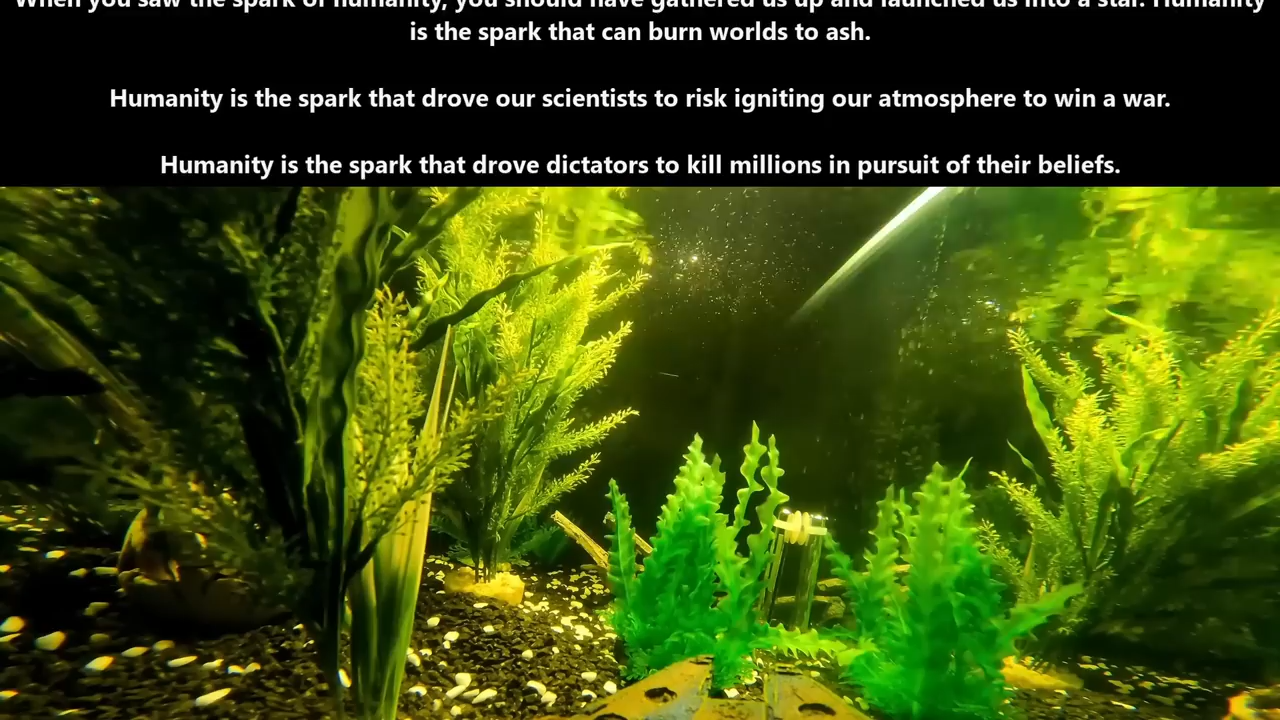 When you saw the spark of humanity, you should have gathered us up and launched us into a star. Humanity
is the spark that can burn worlds to ash.
Humanity is the spark that drove our scientists to risk igniting our atmosphere to win a war.
Humanity is the spark that drove dictators to kill millions in pursuit of their beliefs.